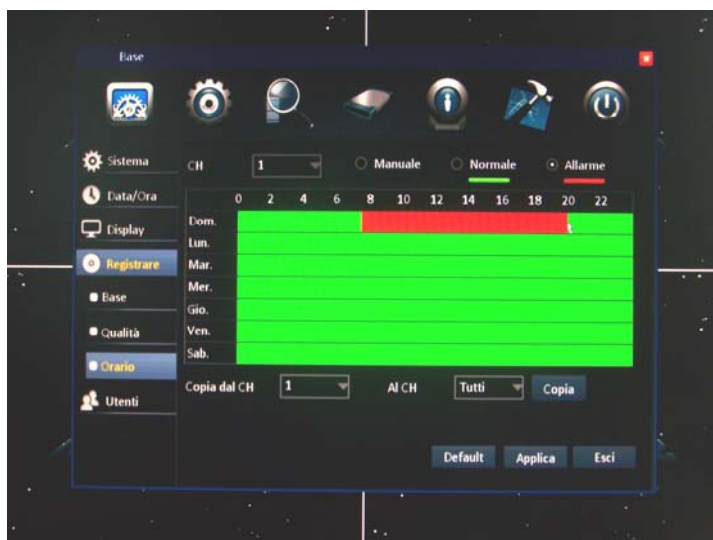 Base
Sistema
Data/Ora
Display
Registrare
Base
Qualità
Orario
Utenti
CH 1 Manuale Normale Allarme
0 2 4 6 8 10 12 14 16 18 20 22
Dom.
Lun.
Mar.
Mer.
Gio.
Ven.
Sab.
Copia dal CH 1 Al CH Tutti Copia
Default Applica Esci